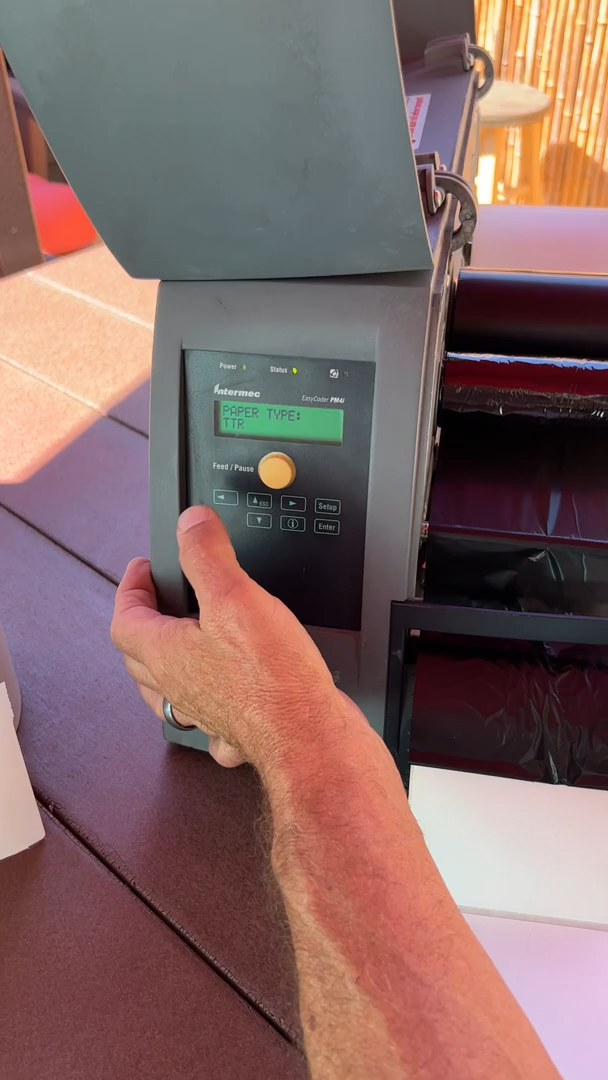 Power
Status
Intermec
EasyCoder PM4i
PAPER TYPE:
TTR
Feed / Pause
ESC
Setup
i
Enter